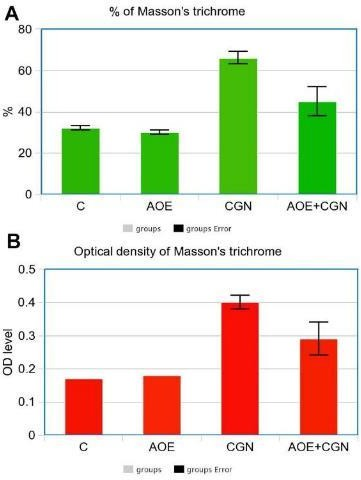 A
% of Masson's trichrome
80
60
40
20
0
%
C AOE CGN AOE+CGN
groups groups Error
B
Optical density of Masson's trichrome
0.5
0.4
0.3
0.2
0.1
0
OD level
C AOE CGN AOE+CGN
groups groups Error